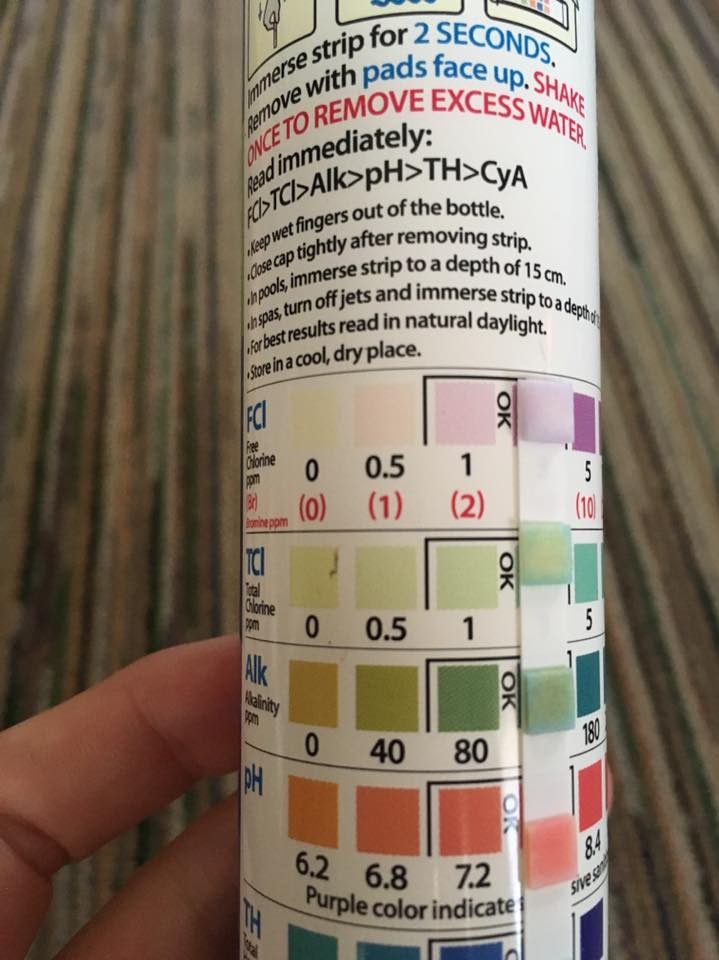 Immerse strip for 2 SECONDS.
Remove with pads face up. SHAKE
ONCE TO REMOVE EXCESS WATER.
Read immediately:
FCl>TCl>Alk>pH>TH>CyA
•Keep wet fingers out of the bottle.
•Close cap tightly after removing strip.
•In pools, immerse strip to a depth of 15 cm.
•In spas, turn off jets and immerse strip to a depth of
•For best results read in natural daylight.
•Store in a cool, dry place.
FCl OK
Free
Chlorine
ppm
0 0.5 1 5
(Br)
Bromine ppm
(0) (1) (2) (10)
TCl OK
Total
Chlorine
ppm
0 0.5 1 5
Alk OK
Alkalinity
ppm
0 40 80 180
pH OK
6.2 6.8 7.2 8.4
Purple color indicates
TH
Total